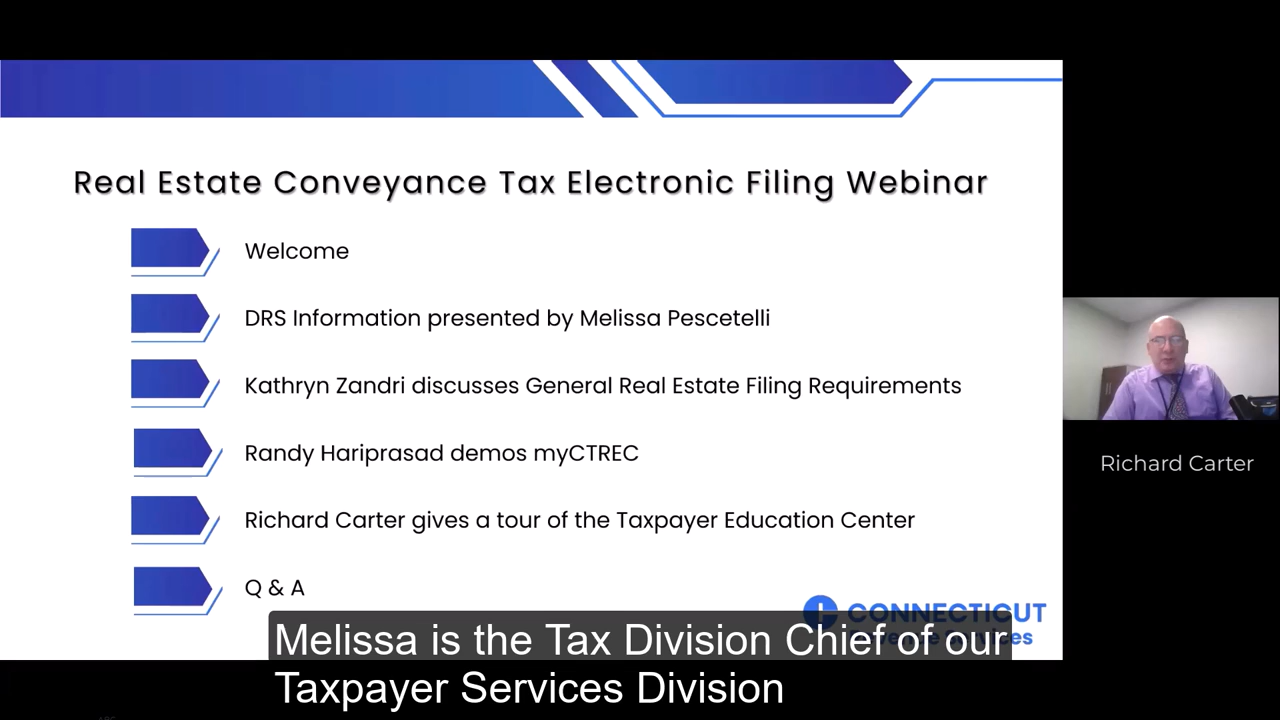 Real Estate Conveyance Tax Electronic Filing Webinar
Welcome
DRS Information presented by Melissa Pescetelli
Kathryn Zandri discusses General Real Estate Filing Requirements
Randy Hariprasad demos myCTREC
Richard Carter gives a tour of the Taxpayer Education Center
Q & A
CONNECTICUT
Richard Carter
Melissa is the Tax Division Chief of our
Taxpayer Services Division